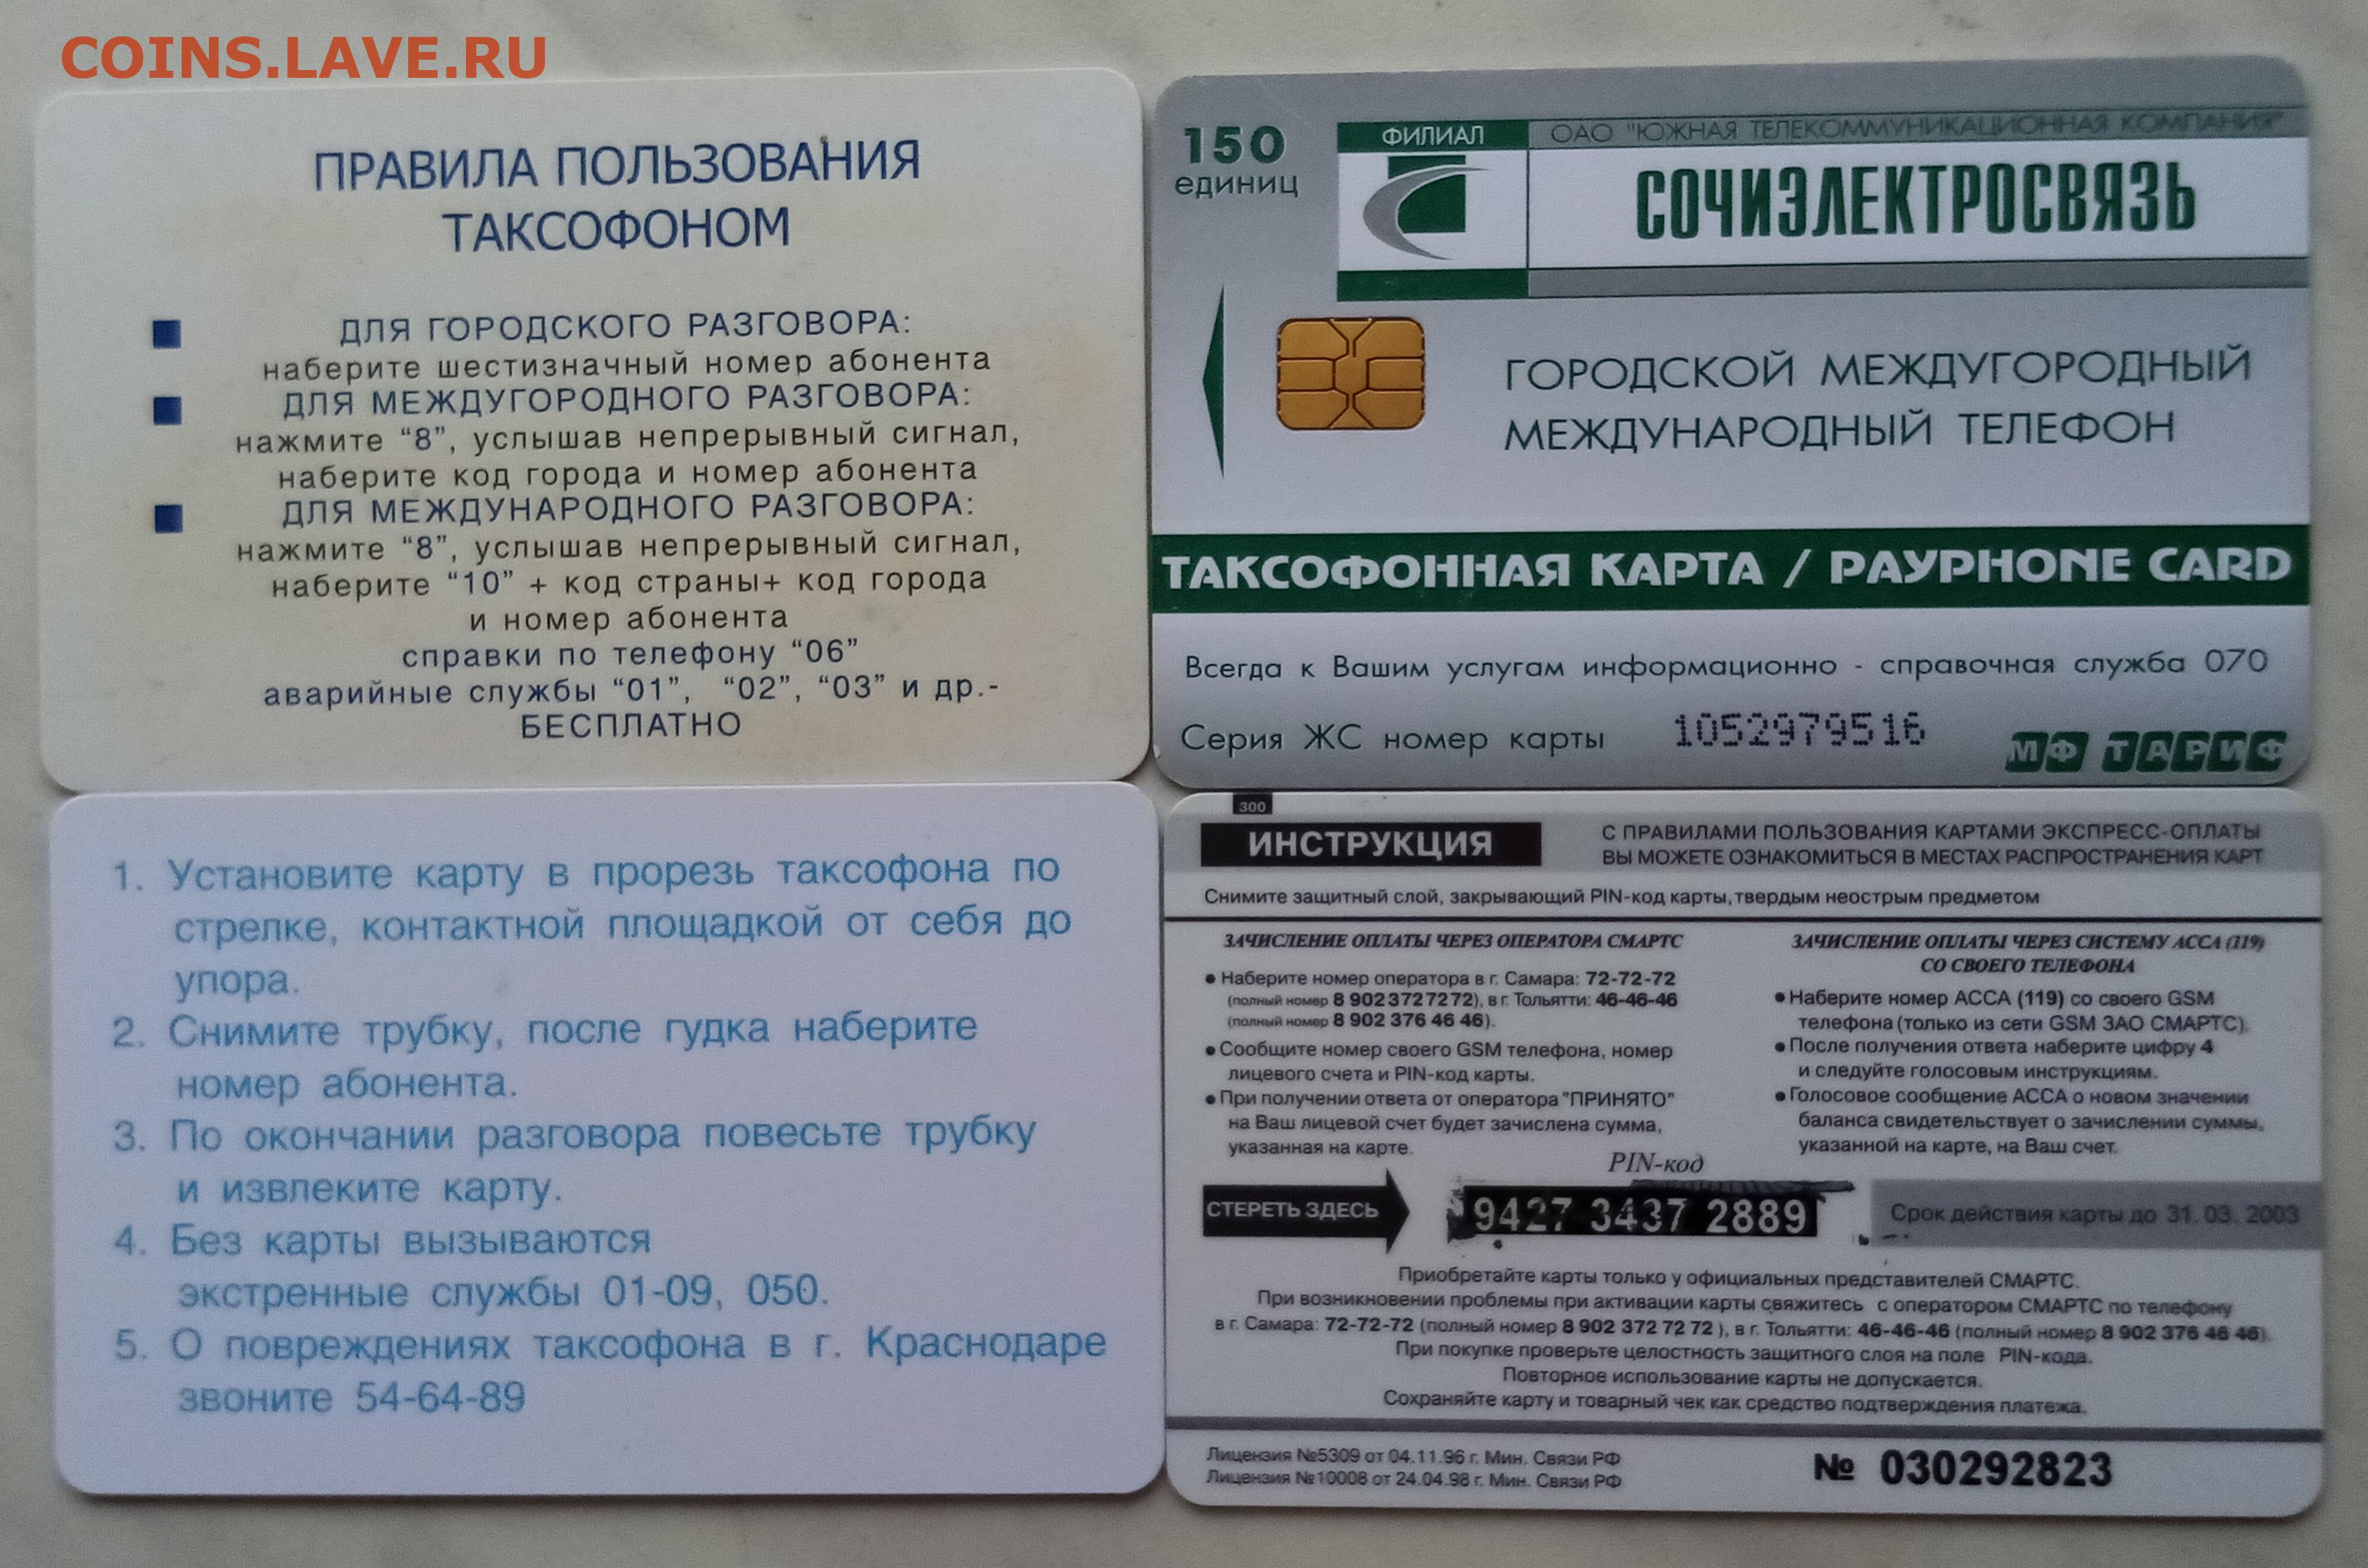 COINS.LAVE.RU
ПРАВИЛА ПОЛЬЗОВАНИЯ
ТАКСОФОНОМ
ДЛЯ ГОРОДСКОГО РАЗГОВОРА:
наберите шестизначный номер абонента
ДЛЯ МЕЖДУГОРОДНОГО РАЗГОВОРА:
нажмите “8”, услышав непрерывный сигнал,
наберите код города и номер абонента
ДЛЯ МЕЖДУНАРОДНОГО РАЗГОВОРА:
нажмите “8”, услышав непрерывный сигнал,
наберите “10” + код страны+ код города
и номер абонента
справки по телефону “06”
аварийные службы “01”, “02”, “03” и др.-
БЕСПЛАТНО
150
единиц
ФИЛИАЛ
ОАО "ЮЖНАЯ ТЕЛЕКОММУНИКАЦИОННАЯ КОМПАНИЯ"
СОЧИЭЛЕКТРОСВЯЗЬ
ГОРОДСКОЙ МЕЖДУГОРОДНЫЙ
МЕЖДУНАРОДНЫЙ ТЕЛЕФОН
ТАКСОФОННАЯ КАРТА / PAYPHONE CARD
Всегда к Вашим услугам информационно - справочная служба 070
Серия ЖС номер карты 1052979516
МФ ТАРИФ
1. Установите карту в прорезь таксофона по
стрелке, контактной площадкой от себя до
упора.
2. Снимите трубку, после гудка наберите
номер абонента.
3. По окончании разговора повесьте трубку
и извлеките карту.
4. Без карты вызываются
экстренные службы 01-09, 050.
5. О повреждениях таксофона в г. Краснодаре
звоните 54-64-89
300
ИНСТРУКЦИЯ
С ПРАВИЛАМИ ПОЛЬЗОВАНИЯ КАРТАМИ ЭКСПРЕСС-ОПЛАТЫ
ВЫ МОЖЕТЕ ОЗНАКОМИТЬСЯ В МЕСТАХ РАСПРОСТРАНЕНИЯ КАРТ
Снимите защитный слой, закрывающий PIN-код карты, твердым неострым предметом
ЗАЧИСЛЕНИЕ ОПЛАТЫ ЧЕРЕЗ ОПЕРАТОРА СМАРТС
• Наберите номер оператора в г. Самара: 72-72-72
(полный номер 8 902 372 72 72), в г. Тольятти: 46-46-46
(полный номер 8 902 376 46 46).
• Сообщите номер своего GSM телефона, номер
лицевого счета и PIN-код карты.
• При получении ответа от оператора "ПРИНЯТО"
на Ваш лицевой счет будет зачислена сумма,
указанная на карте.
ЗАЧИСЛЕНИЕ ОПЛАТЫ ЧЕРЕЗ СИСТЕМУ АССА (119)
СО СВОЕГО ТЕЛЕФОНА
• Наберите номер АССА (119) со своего GSM
телефона (только из сети GSM ЗАО СМАРТС).
• После получения ответа наберите цифру 4
и следуйте голосовым инструкциям.
• Голосовое сообщение АССА о новом значении
баланса свидетельствует о зачислении суммы,
указанной на карте, на Ваш счет.
PIN-код
СТЕРЕТЬ ЗДЕСЬ
9427 3437 2889
Срок действия карты до 31. 03. 2003
Приобретайте карты только у официальных представителей СМАРТС.
При возникновении проблемы при активации карты свяжитесь с оператором СМАРТС по телефону
в г. Самара: 72-72-72 (полный номер 8 902 372 72 72 ), в г. Тольятти: 46-46-46 (полный номер 8 902 376 46 46).
При покупке проверьте целостность защитного слоя на поле PIN-кода.
Повторное использование карты не допускается.
Сохраняйте карту и товарный чек как средство подтверждения платежа.
Лицензия №5309 от 04.11.96 г. Мин. Связи РФ
Лицензия №10008 от 24.04.98 г. Мин. Связи РФ
№ 030292823